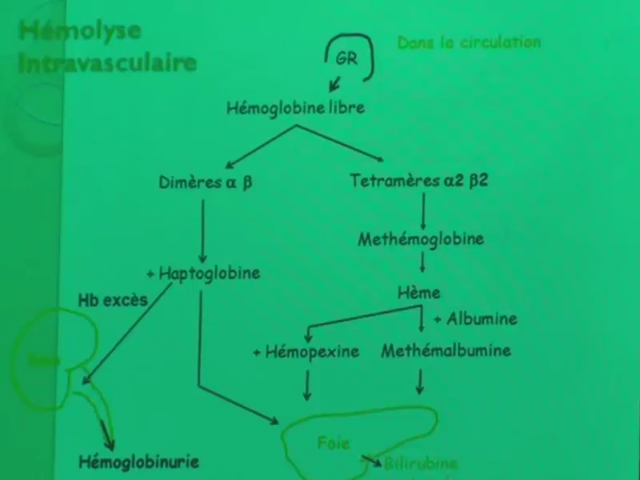 Hémolyse
Intravasculaire
Dans la circulation
GR
Hémoglobine libre
Dimères α β
Tetramères α2 β2
Methémoglobine
+ Haptoglobine
Hb excès
Hème
+ Albumine
+ Hémopexine
Methémalbumine
Foie
Bilirubine
Hémoglobinurie